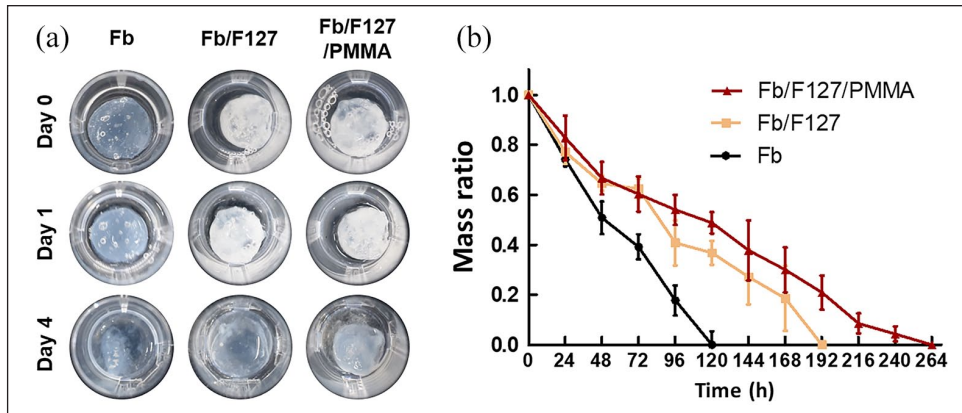 (a)
Fb
Fb/F127
Fb/F127
/PMMA
Day 0
Day 1
Day 4
(b)
Mass ratio
1.0
0.8
0.6
0.4
0.2
0.0
Fb/F127/PMMA
Fb/F127
Fb
0 24 48 72 96 120 144 168 192 216 240 264
Time (h)